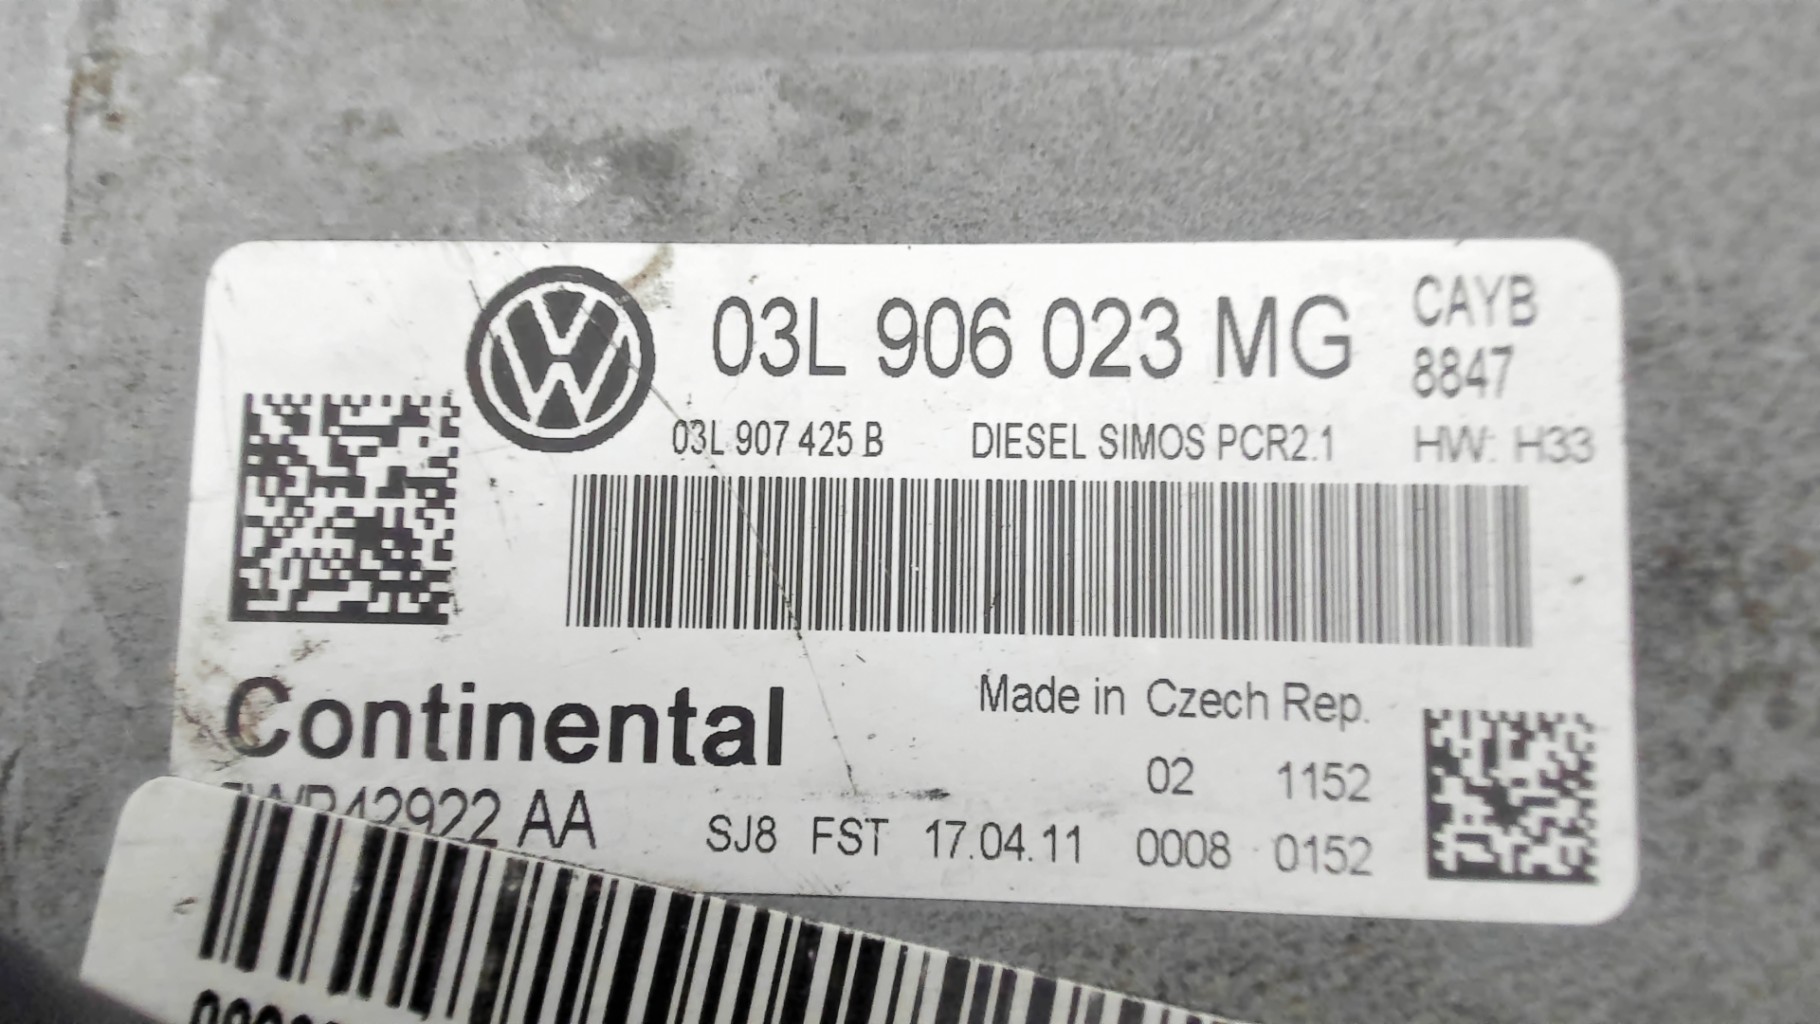 03L 906 023 MG
CAYB
8847
03L 907 425 B DIESEL SIMOS PCR2.1 HW: H33
Continental
Made in Czech Rep.
02 1152
AA SJ8 FST 17.04.11 0008 0152